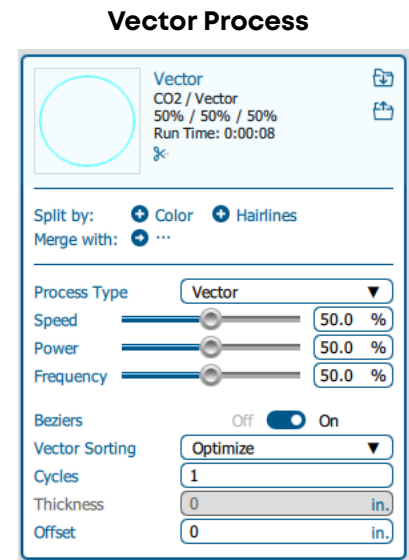 Vector Process
Vector
CO2 / Vector
50% / 50% / 50%
Run Time: 0:00:08
Split by: Color Hairlines
Merge with: ...
Process Type Vector
Speed 50.0 %
Power 50.0 %
Frequency 50.0 %
Beziers Off On
Vector Sorting Optimize
Cycles 1
Thickness 0 in.
Offset 0 in.